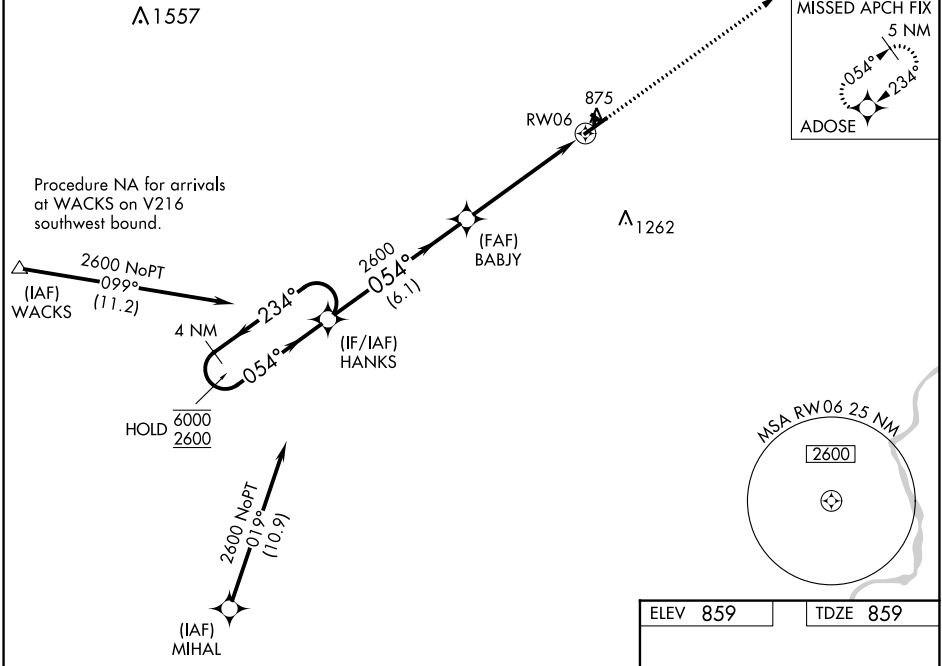 1557
MISSED APCH FIX
5 NM
054°
234°
ADOSE
875
RW06
Procedure NA for arrivals
at WACKS on V216
southwest bound.
1262
(FAF)
BABJY
2600 NoPT
099°
(11.2)
(IAF)
WACKS
2600
054°
(6.1)
234°
4 NM
054°
(IF/IAF)
HANKS
HOLD 6000
2600
MSA RW06 25 NM
2600
2600 NoPT
019°
(10.9)
(IAF)
MIHAL
ELEV 859
TDZE 859